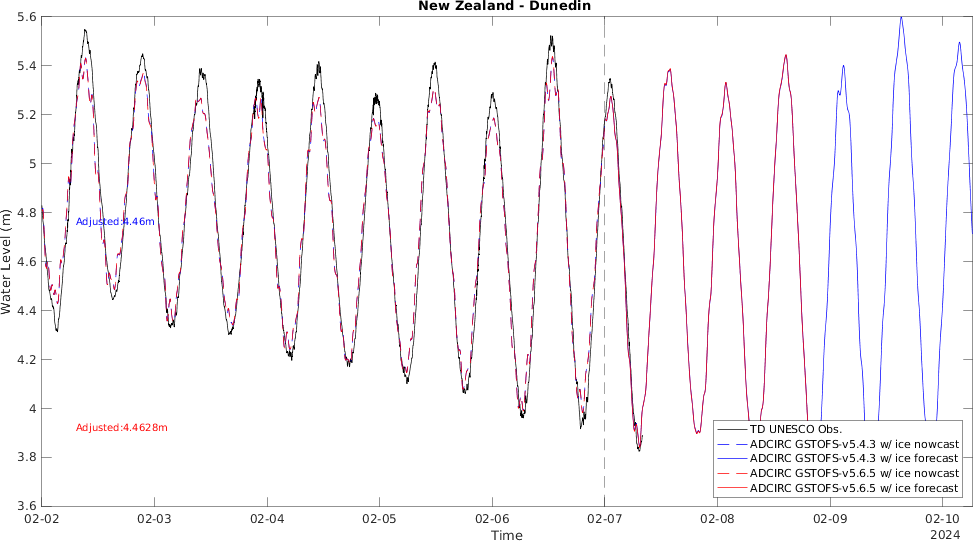 New Zealand - Dunedin
5.6
5.4
5.2
5
4.8
4.6
4.4
4.2
4
3.8
3.6
Water Level (m)
Adjusted:4.46m
Adjusted:4.4628m
TD UNESCO Obs.
ADCIRC GSTOFS-v5.4.3 w/ ice nowcast
ADCIRC GSTOFS-v5.4.3 w/ ice forecast
ADCIRC GSTOFS-v5.6.5 w/ ice nowcast
ADCIRC GSTOFS-v5.6.5 w/ ice forecast
02-02 02-03 02-04 02-05 02-06 02-07 02-08 02-09 02-10
Time
2024